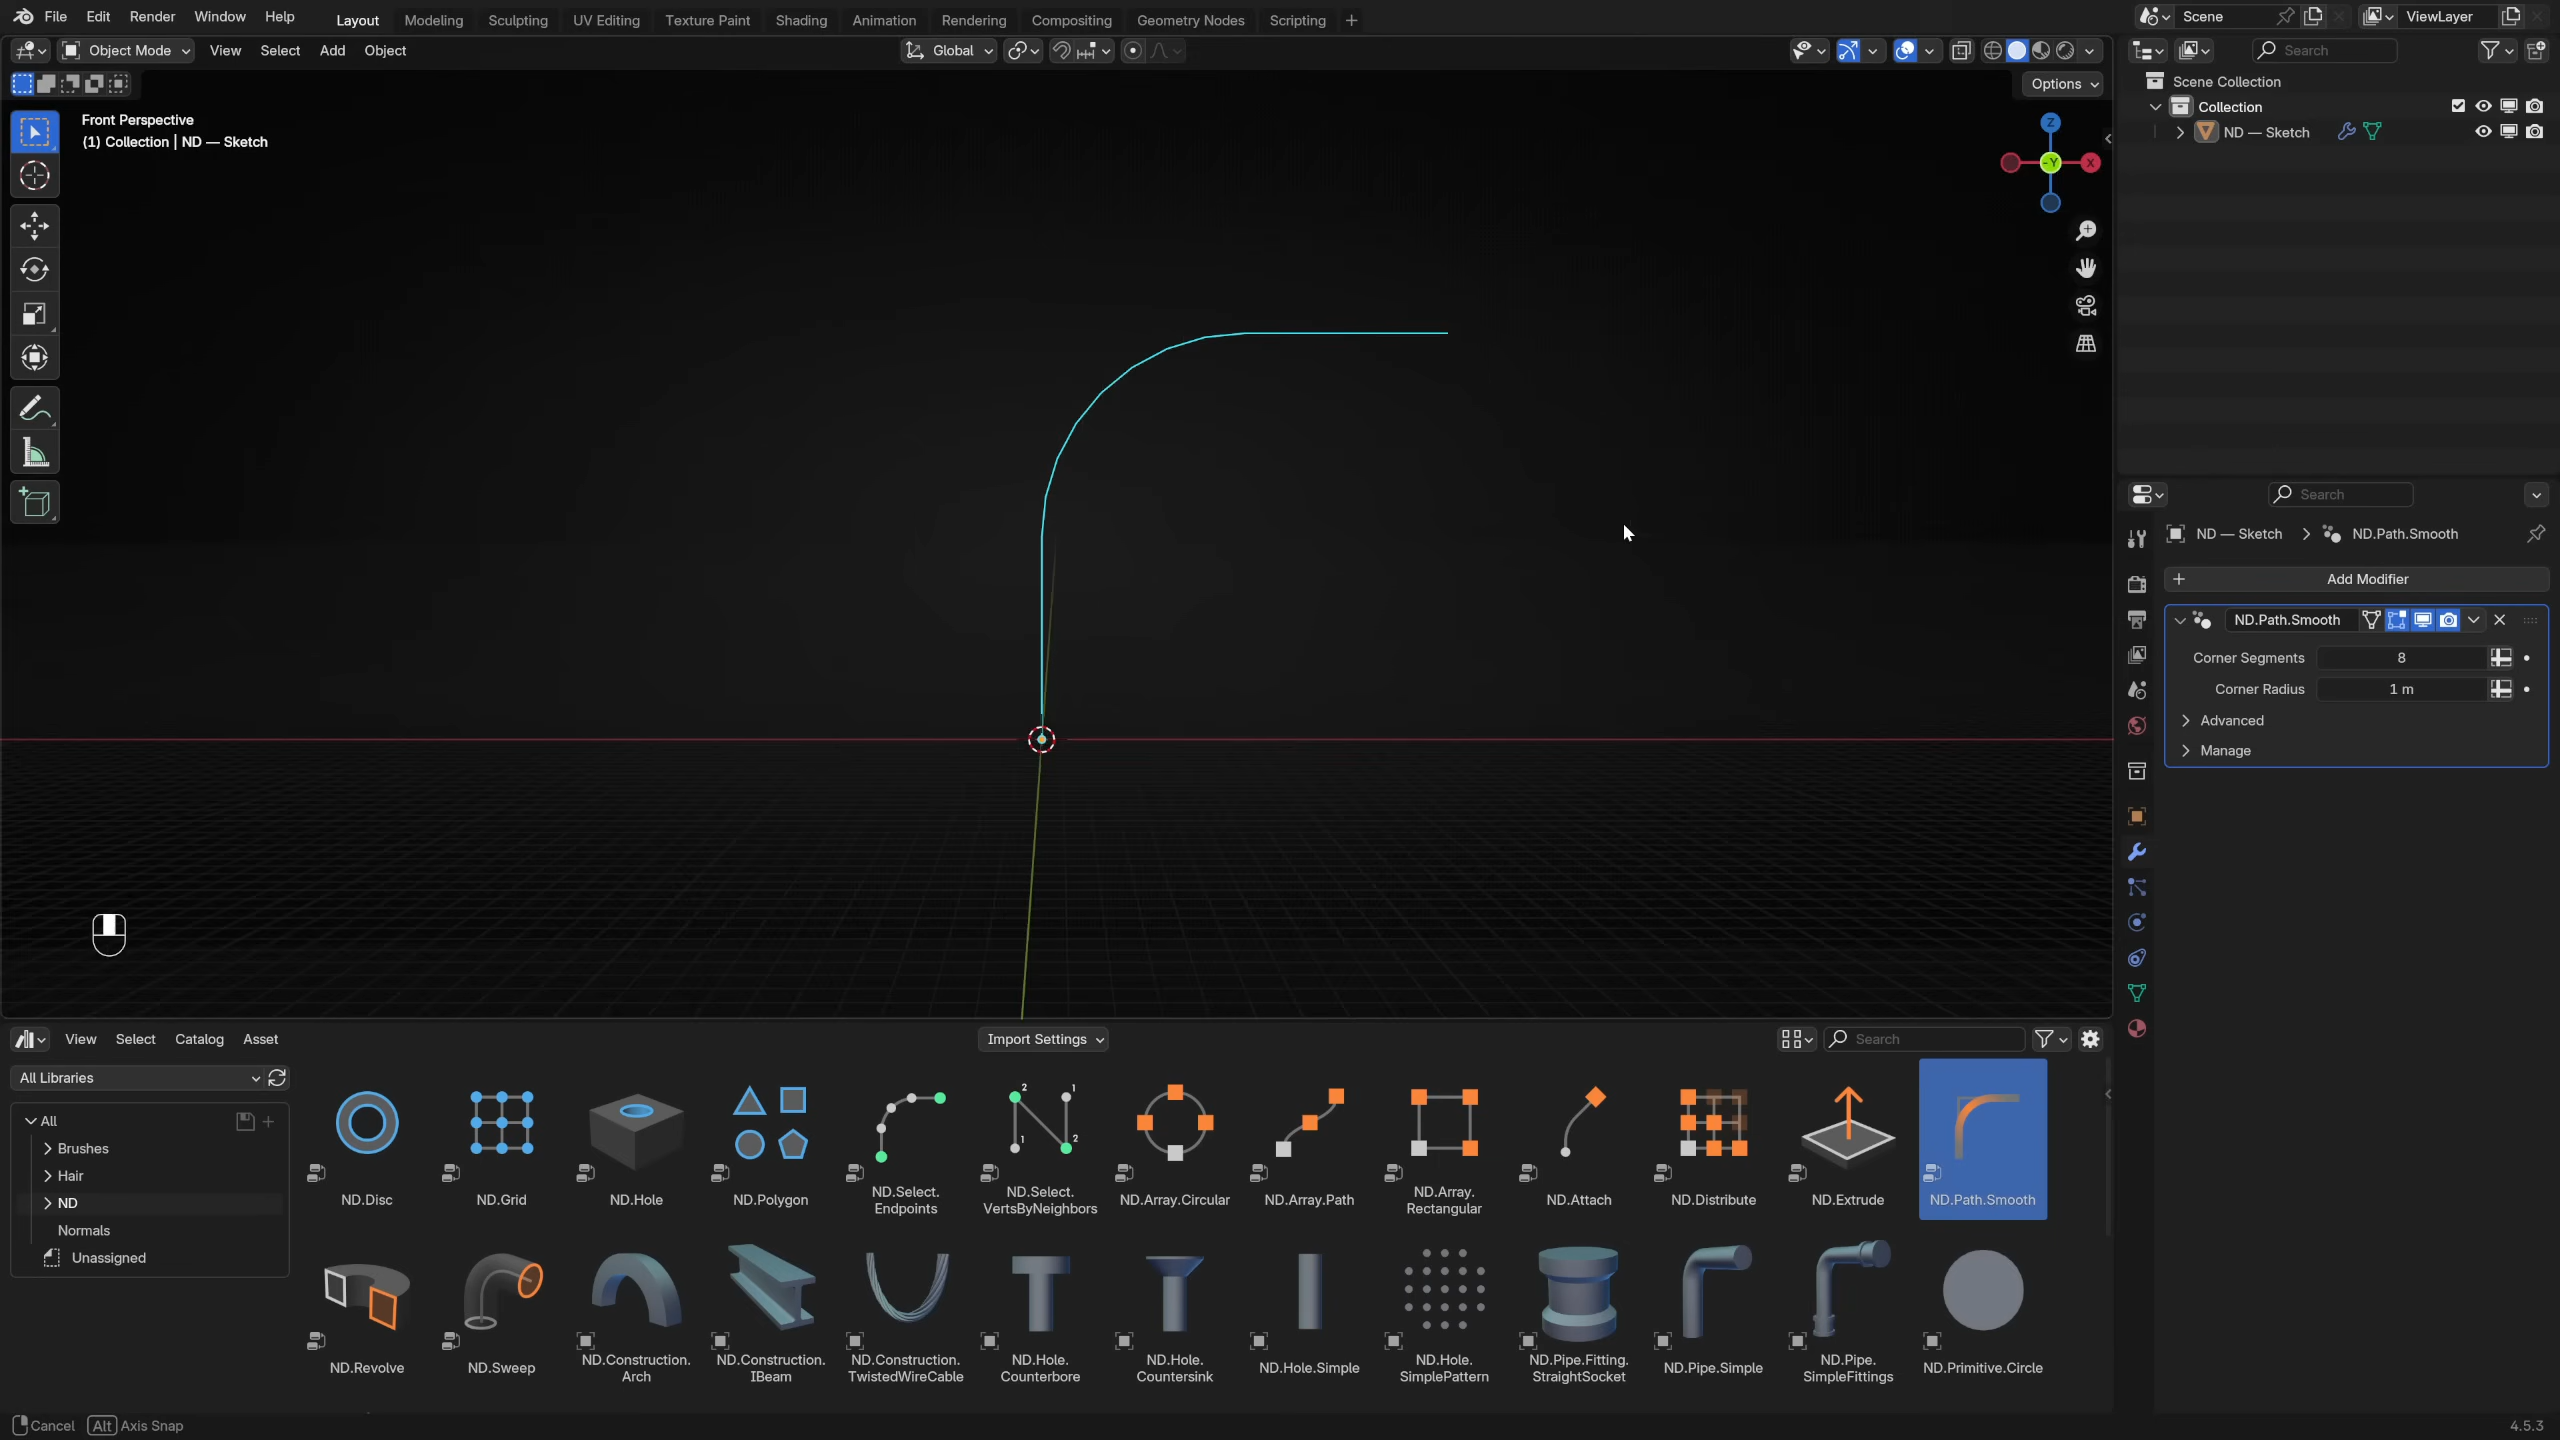 File Edit Render Window Help Layout Modeling Sculpting UV Editing Texture Paint Shading Animation Rendering Compositing Geometry Nodes Scripting + Scene ViewLayer
Object Mode View Select Add Object Global Search
Options
Front Perspective
(1) Collection | ND — Sketch
Z
-Y
X
Scene Collection
Collection
ND — Sketch
Search
ND — Sketch > ND.Path.Smooth
+ Add Modifier
ND.Path.Smooth
Corner Segments 8
Corner Radius 1 m
> Advanced
> Manage
View Select Catalog Asset Import Settings Search
All Libraries
All
Brushes
Hair
ND
Normals
Unassigned
ND.Disc
ND.Grid
ND.Hole
ND.Polygon
ND.Select.
Endpoints
2 1
1 2
ND.Select.
VertsByNeighbors
ND.Array.Circular
ND.Array.Path
ND.Array.
Rectangular
ND.Attach
ND.Distribute
ND.Extrude
ND.Path.Smooth
ND.Revolve
ND.Sweep
ND.Construction.
Arch
ND.Construction.
IBeam
ND.Construction.
TwistedWireCable
ND.Hole.
Counterbore
ND.Hole.
Countersink
ND.Hole.Simple
ND.Hole.
SimplePattern
ND.Pipe.Fitting.
StraightSocket
ND.Pipe.Simple
ND.Pipe.
SimpleFittings
ND.Primitive.Circle
Cancel Alt Axis Snap 4.5.3